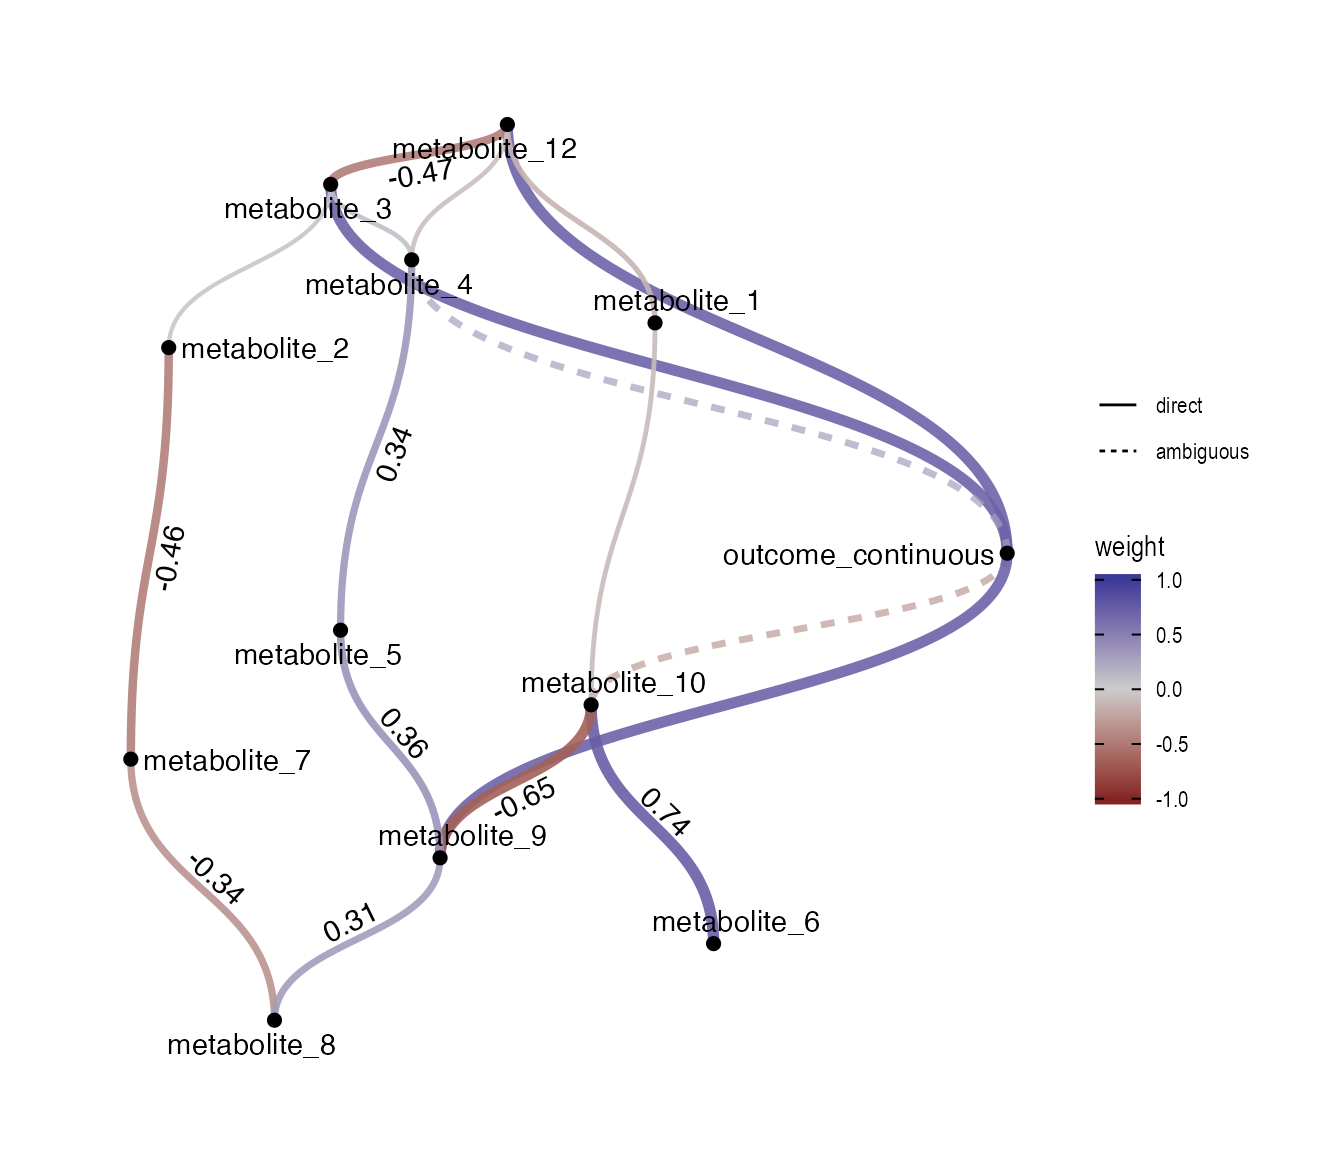 metabolite_12
-0.47
metabolite_3
metabolite_4
metabolite_1
metabolite_2
0.34
-0.46
outcome_continuous
metabolite_5
metabolite_10
0.36
metabolite_7
-0.65
0.74
metabolite_9
-0.34
0.31
metabolite_6
metabolite_8
direct
ambiguous
weight
1.0
0.5
0.0
-0.5
-1.0